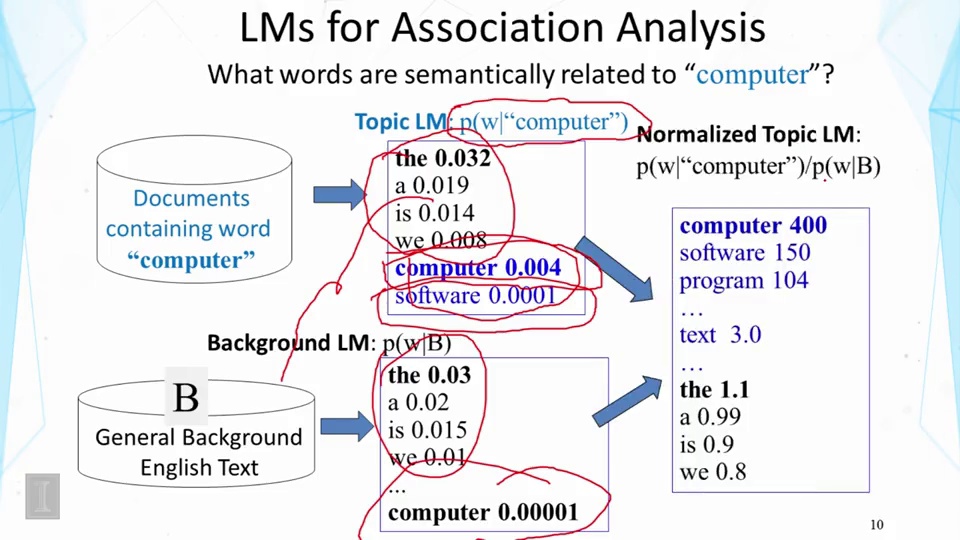 LMs for Association Analysis
What words are semantically related to “computer”?
Topic LM: p(w|“computer”)
Normalized Topic LM:
p(w|“computer”)/p(w|B)
Documents
containing word
“computer”
the 0.032
a 0.019
is 0.014
we 0.008
computer 0.004
software 0.0001
computer 400
software 150
program 104
…
text 3.0
…
the 1.1
a 0.99
is 0.9
we 0.8
Background LM: p(w|B)
B
General Background
English Text
the 0.03
a 0.02
is 0.015
we 0.01
...
computer 0.00001
I
10